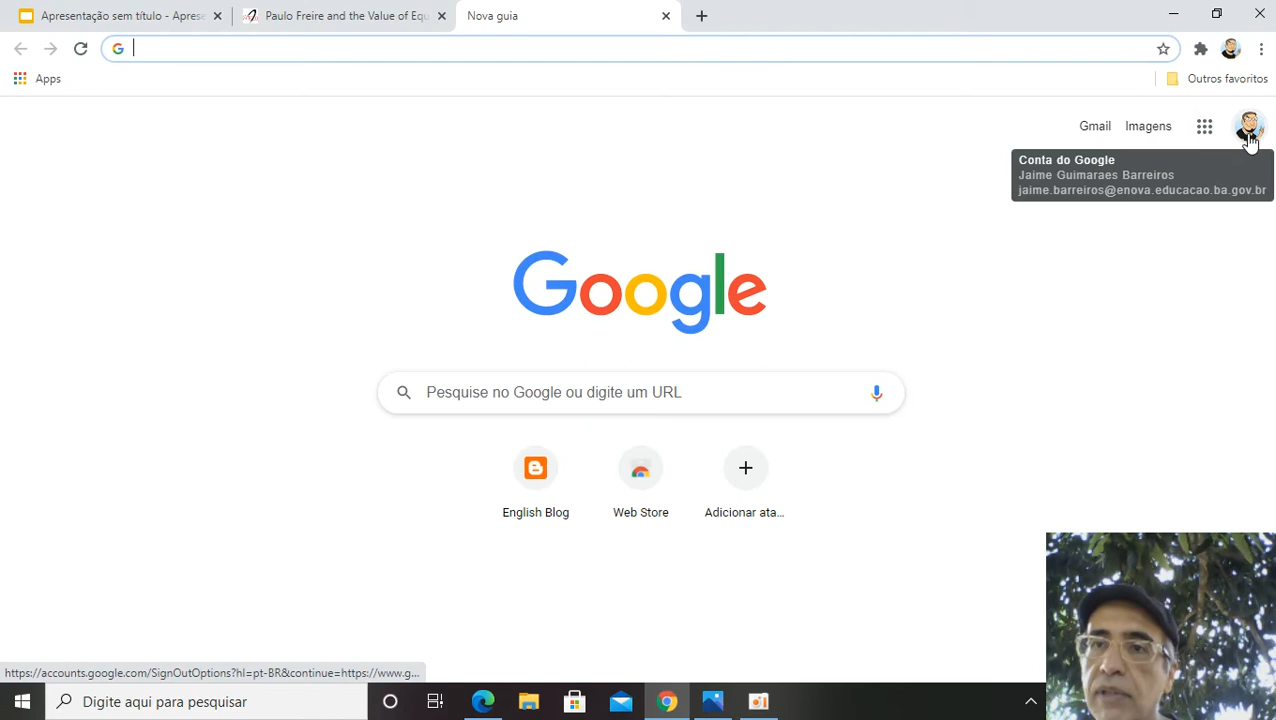 Apresentação sem título - Aprese
Paulo Freire and the Value of Equ
Nova guia
Apps
Outros favoritos
Gmail
Imagens
Conta do Google
Jaime Guimaraes Barreiros
jaime.barreiros@enova.educacao.ba.gov.br
Google
Pesquise no Google ou digite um URL
English Blog
Web Store
Adicionar ata...
https://accounts.google.com/SignOutOptions?hl=pt-BR&continue=https://www.g...
Digite aqui para pesquisar